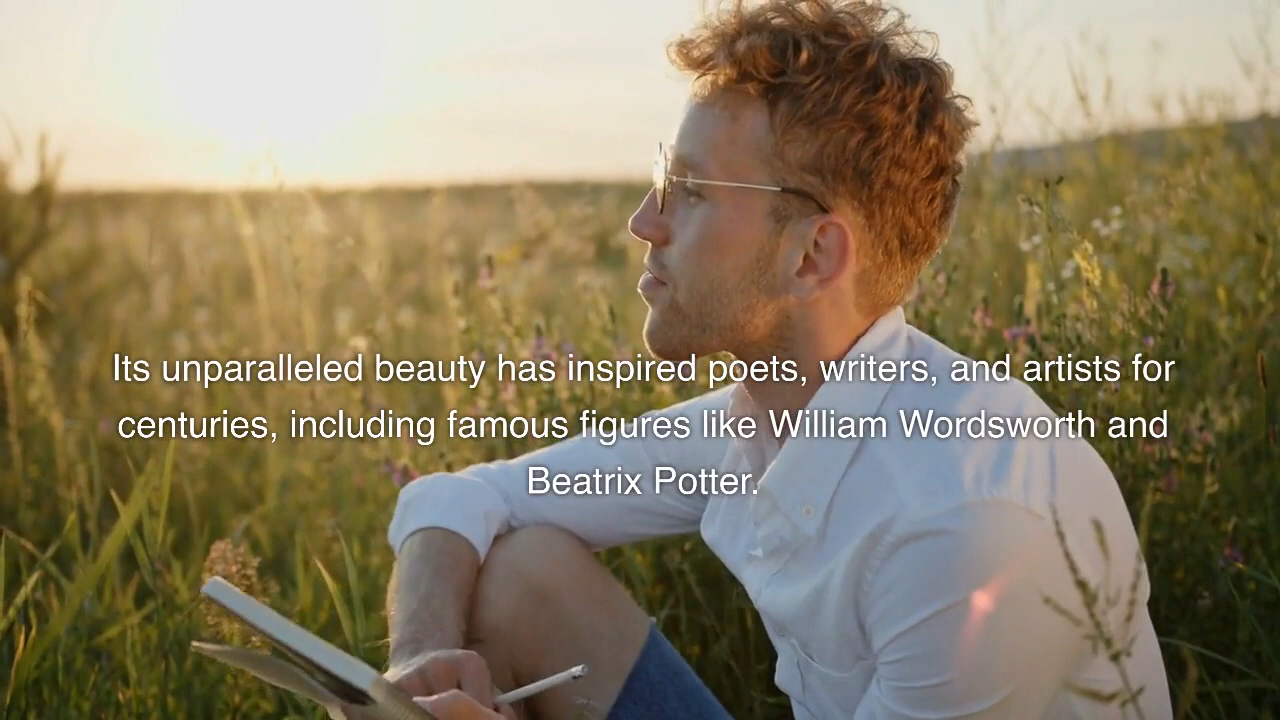 Its unparalleled beauty has inspired poets, writers, and artists for
centuries, including famous figures like William Wordsworth and
Beatrix Potter.